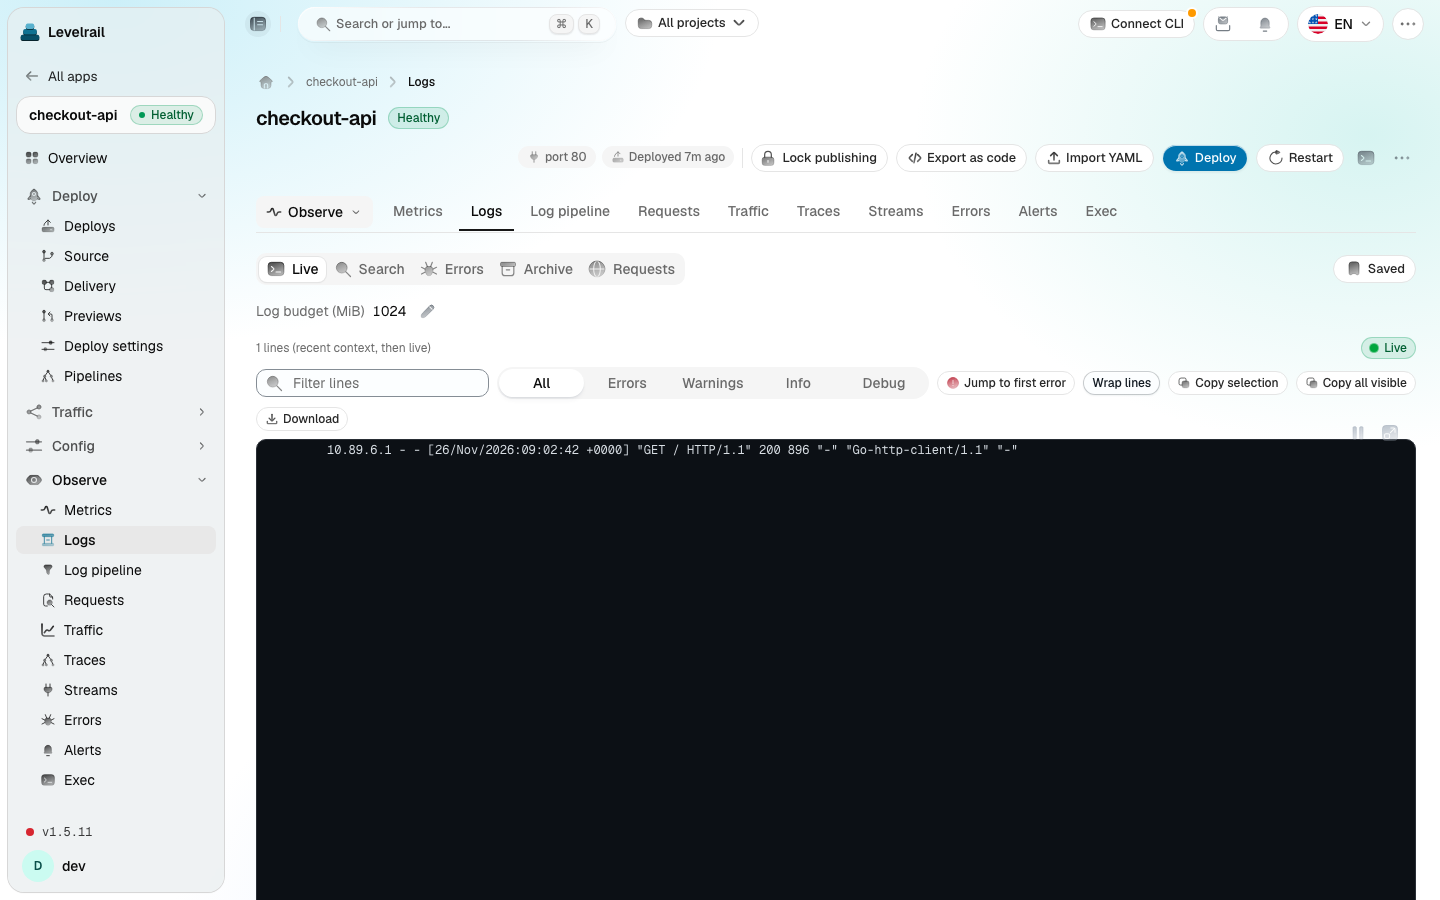 Levelrail
All apps
checkout-api
Healthy
Overview
Deploy
Deploys
Source
Delivery
Previews
Deploy settings
Pipelines
Traffic
Config
Observe
Metrics
Logs
Log pipeline
Requests
Traffic
Traces
Streams
Errors
Alerts
Exec
v1.5.11
D dev
Search or jump to... ⌘ K
All projects
Connect CLI
EN
checkout-api Logs
checkout-api Healthy
port 80 Deployed 7m ago Lock publishing Export as code Import YAML Deploy Restart
Observe Metrics Logs Log pipeline Requests Traffic Traces Streams Errors Alerts Exec
Live Search Errors Archive Requests Saved
Log budget (MiB) 1024
1 lines (recent context, then live) Live
Filter lines All Errors Warnings Info Debug Jump to first error Wrap lines Copy selection Copy all visible
Download
10.89.6.1 - - [26/Nov/2026:09:02:42 +0000] "GET / HTTP/1.1" 200 896 "-" "Go-http-client/1.1" "-"